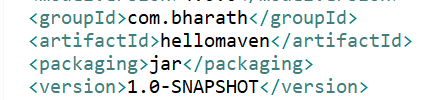 <groupId>com.bharath</groupId>
<artifactId>hellomaven</artifactId>
<packaging>jar</packaging>
<version>1.0-SNAPSHOT</version>